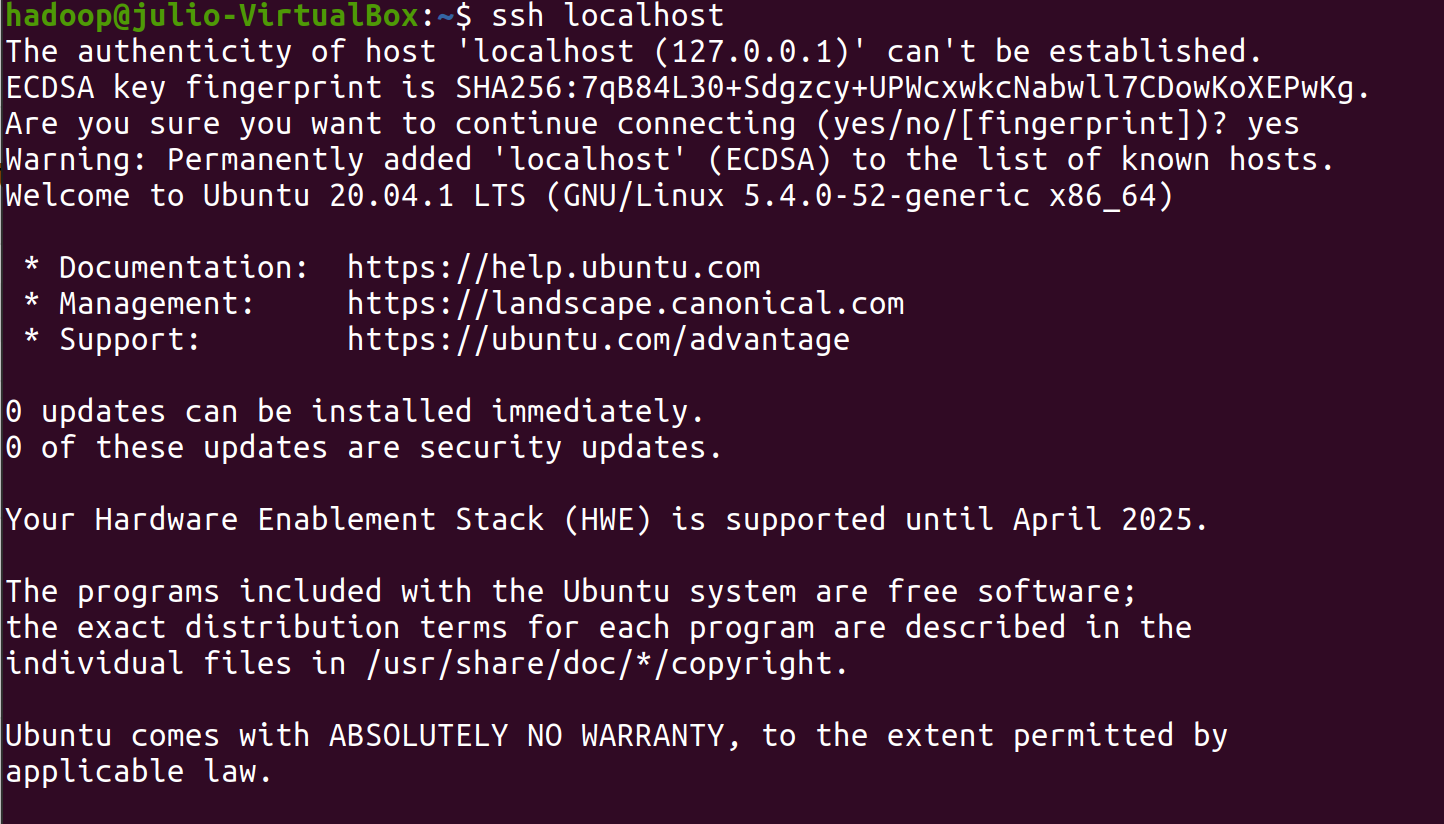 hadoop@julio-VirtualBox:~$ ssh localhost
The authenticity of host 'localhost (127.0.0.1)' can't be established.
ECDSA key fingerprint is SHA256:7qB84L30+Sdgzcy+UPWcxwkcNabwll7CDowKoXEPwKg.
Are you sure you want to continue connecting (yes/no/[fingerprint])? yes
Warning: Permanently added 'localhost' (ECDSA) to the list of known hosts.
Welcome to Ubuntu 20.04.1 LTS (GNU/Linux 5.4.0-52-generic x86_64)

 * Documentation:  https://help.ubuntu.com
 * Management:     https://landscape.canonical.com
 * Support:        https://ubuntu.com/advantage

0 updates can be installed immediately.
0 of these updates are security updates.

Your Hardware Enablement Stack (HWE) is supported until April 2025.

The programs included with the Ubuntu system are free software;
the exact distribution terms for each program are described in the
individual files in /usr/share/doc/*/copyright.

Ubuntu comes with ABSOLUTELY NO WARRANTY, to the extent permitted by
applicable law.